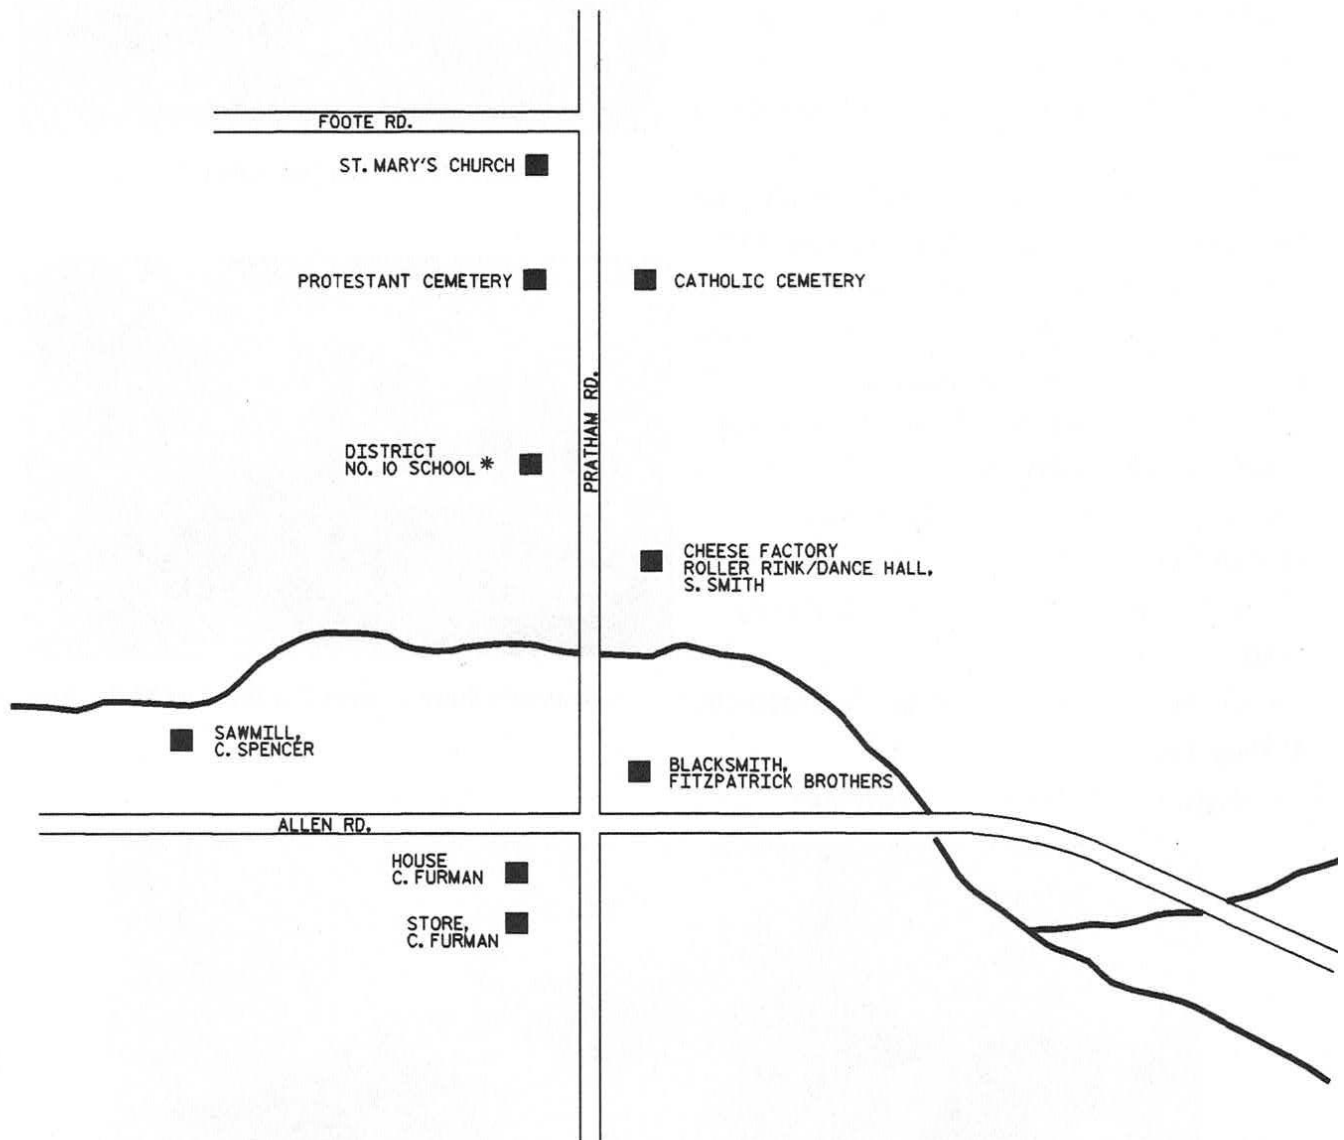 FOOTE RD.
ST. MARY'S CHURCH
PROTESTANT CEMETERY
CATHOLIC CEMETERY
PRATHAM RD.
DISTRICT
NO. 10 SCHOOL *
CHEESE FACTORY
ROLLER RINK/DANCE HALL,
S. SMITH
SAWMILL,
C. SPENCER
BLACKSMITH,
FITZPATRICK BROTHERS
ALLEN RD.
HOUSE
C. FURMAN
STORE,
C. FURMAN